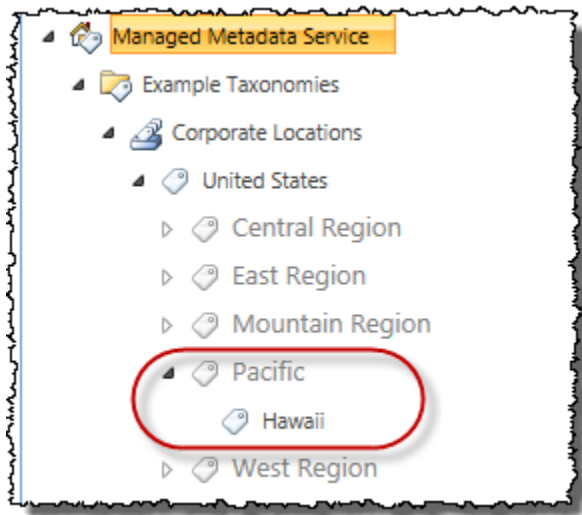 Managed Metadata Service
Example Taxonomies
Corporate Locations
United States
Central Region
East Region
Mountain Region
Pacific
Hawaii
West Region